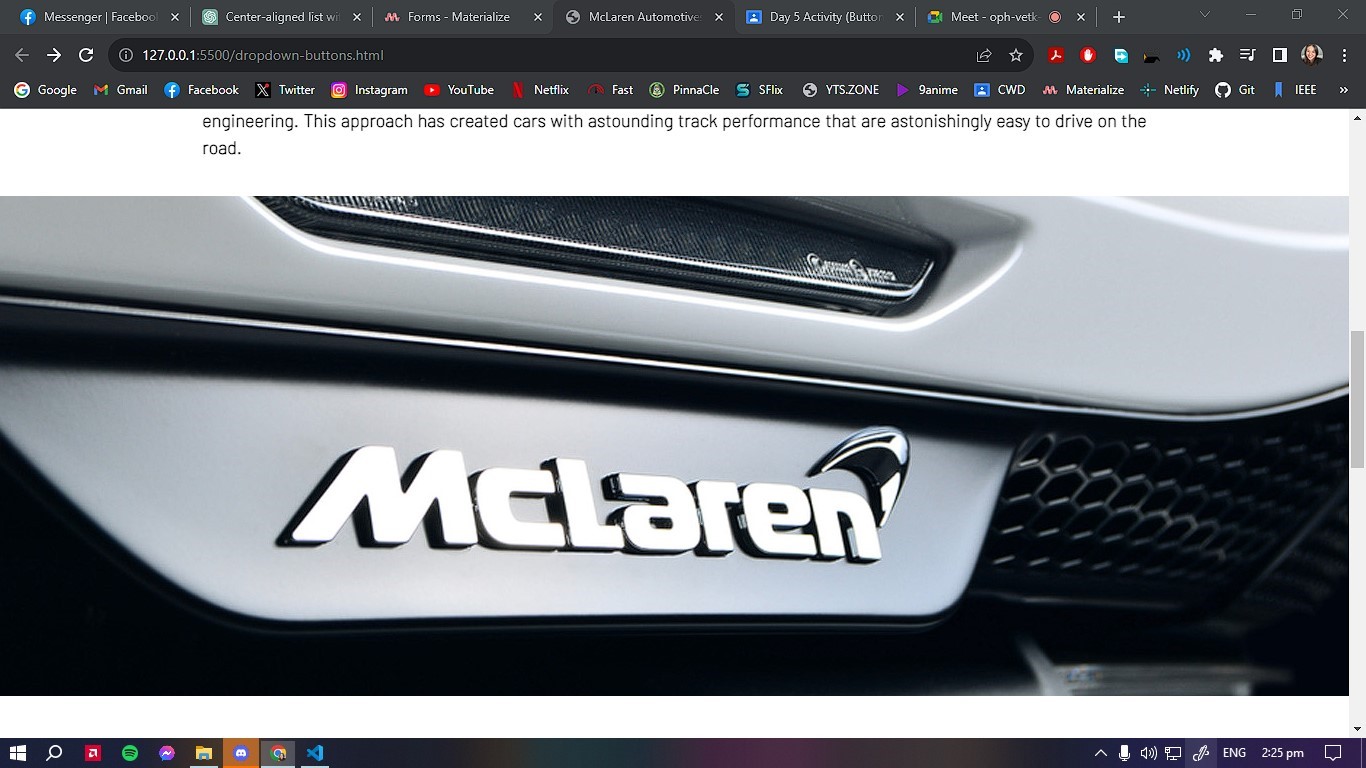 Messenger | Facebool
Center-aligned list wit
Forms - Materialize
McLaren Automotive
Day 5 Activity (Button
Meet - oph-vetk-
127.0.0.1:5500/dropdown-buttons.html
Google
Gmail
Facebook
Twitter
Instagram
YouTube
Netflix
Fast
PinnaCle
SFlix
YTS.ZONE
9anime
CWD
Materialize
Netlify
Git
IEEE
»
engineering. This approach has created cars with astounding track performance that are astonishingly easy to drive on the
road.
McLaren
ENG
2:25 pm